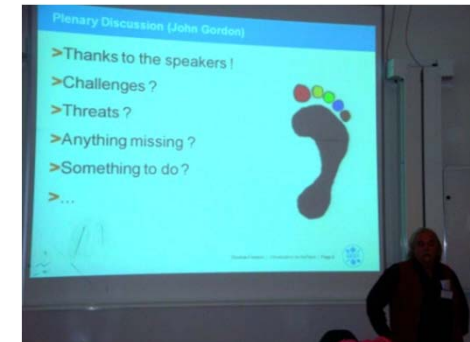 Plenary Discussion (John Gordon)
>Thanks to the speakers !
>Challenges ?
>Threats ?
>Anything missing ?
>Something to do ?
>...